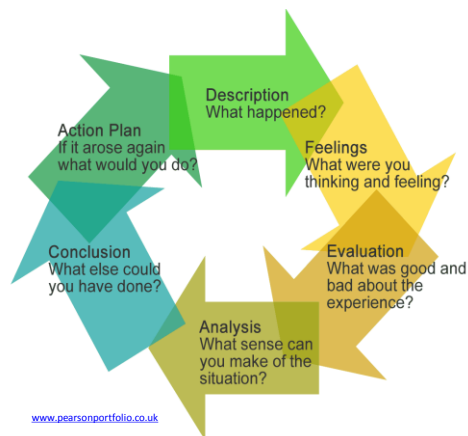 Description
What happened?
Feelings
What were you
thinking and feeling?
Evaluation
What was good and
bad about the
experience?
Analysis
What sense can
you make of the
situation?
Conclusion
What else could
you have done?
Action Plan
If it arose again
what would you do?
www.pearsonportfolio.co.uk